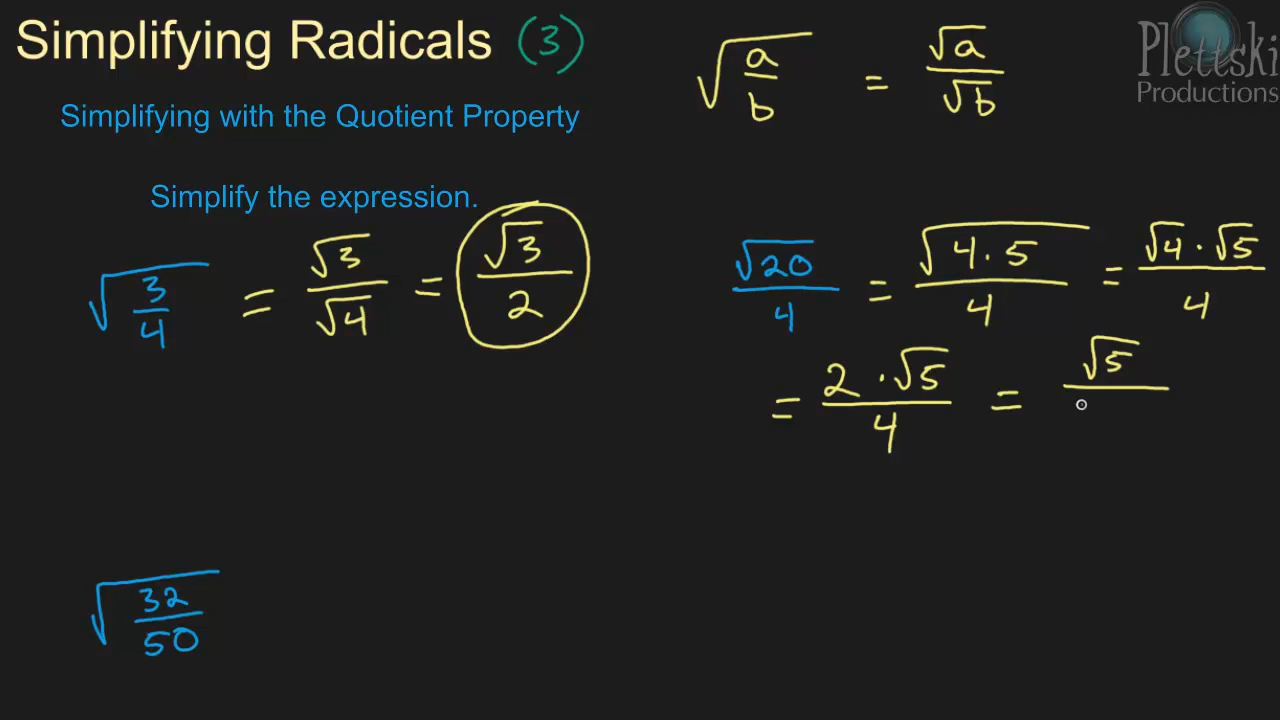 Simplifying Radicals (3)
Plettski
Productions
√(a/b) = √a/√b
Simplifying with the Quotient Property
Simplify the expression.
√(3/4) = √3/√4 = √3/2
√20/4 = √(4·5)/4 = √4·√5/4
= 2·√5/4 = √5/
√(32/50)